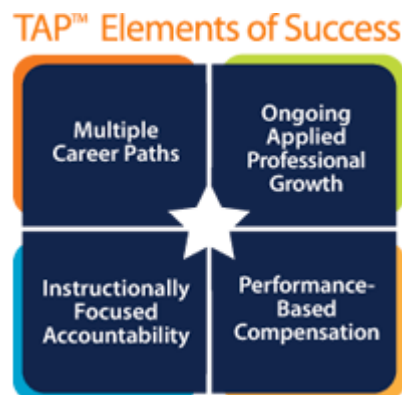 TAP™ Elements of Success
Multiple
Career Paths
Ongoing
Applied
Professional
Growth
Instructionally
Focused
Accountability
Performance-
Based
Compensation